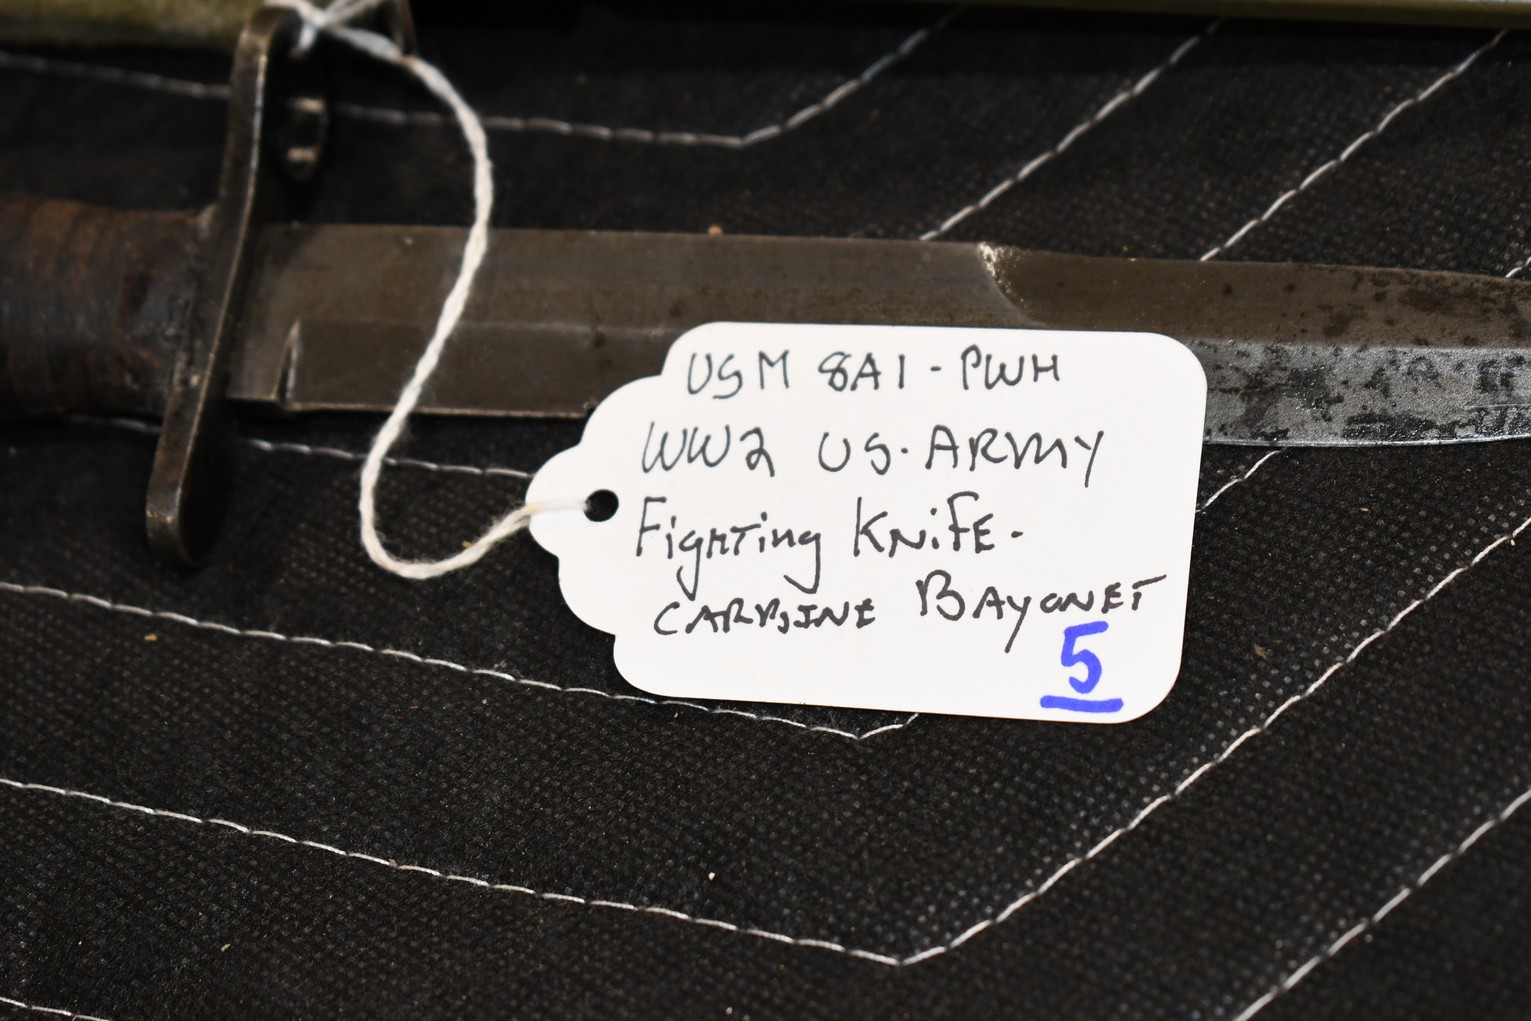 USM 8A1 - PWH
WW2 US. ARMY
Fighting KNiFE -
CARBINE BAYONET
5